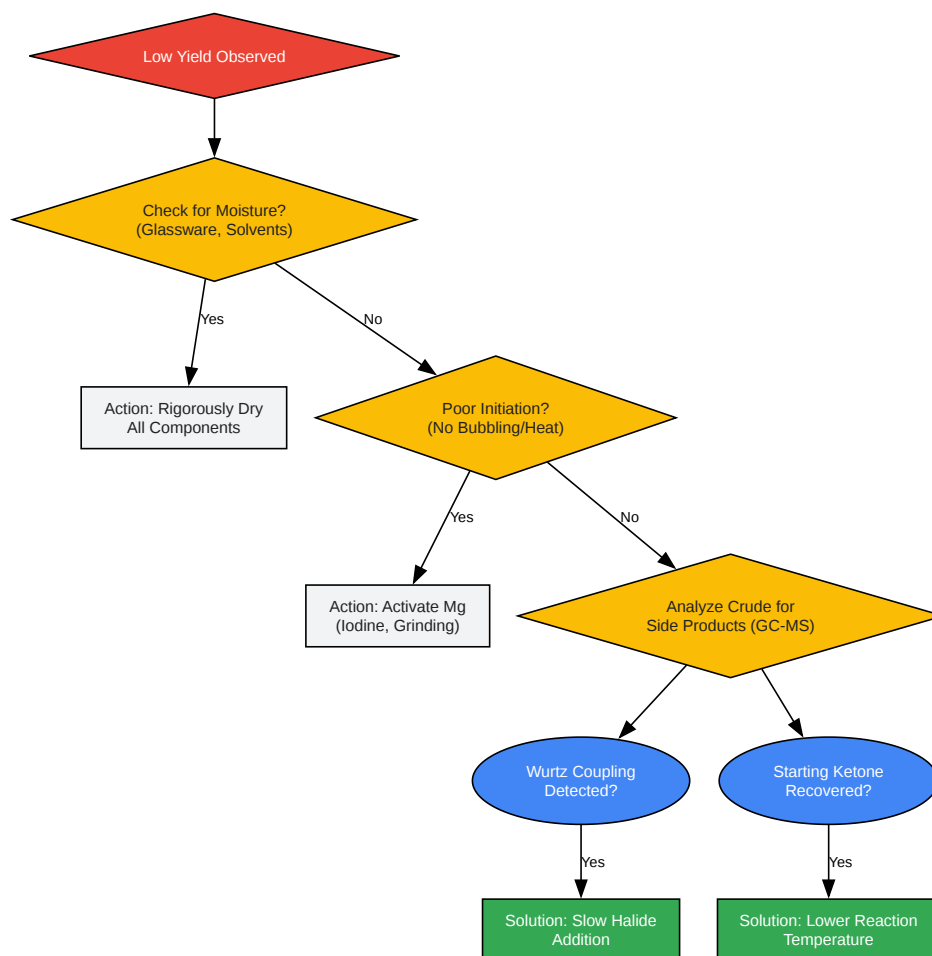 Low Yield Observed
Check for Moisture?
(Glassware, Solvents)
Yes
No
Action: Rigorously Dry
All Components
Poor Initiation?
(No Bubbling/Heat)
Yes
No
Action: Activate Mg
(Iodine, Grinding)
Analyze Crude for
Side Products (GC-MS)
Wurtz Coupling
Detected?
Starting Ketone
Recovered?
Yes
Yes
Solution: Slow Halide
Addition
Solution: Lower Reaction
Temperature